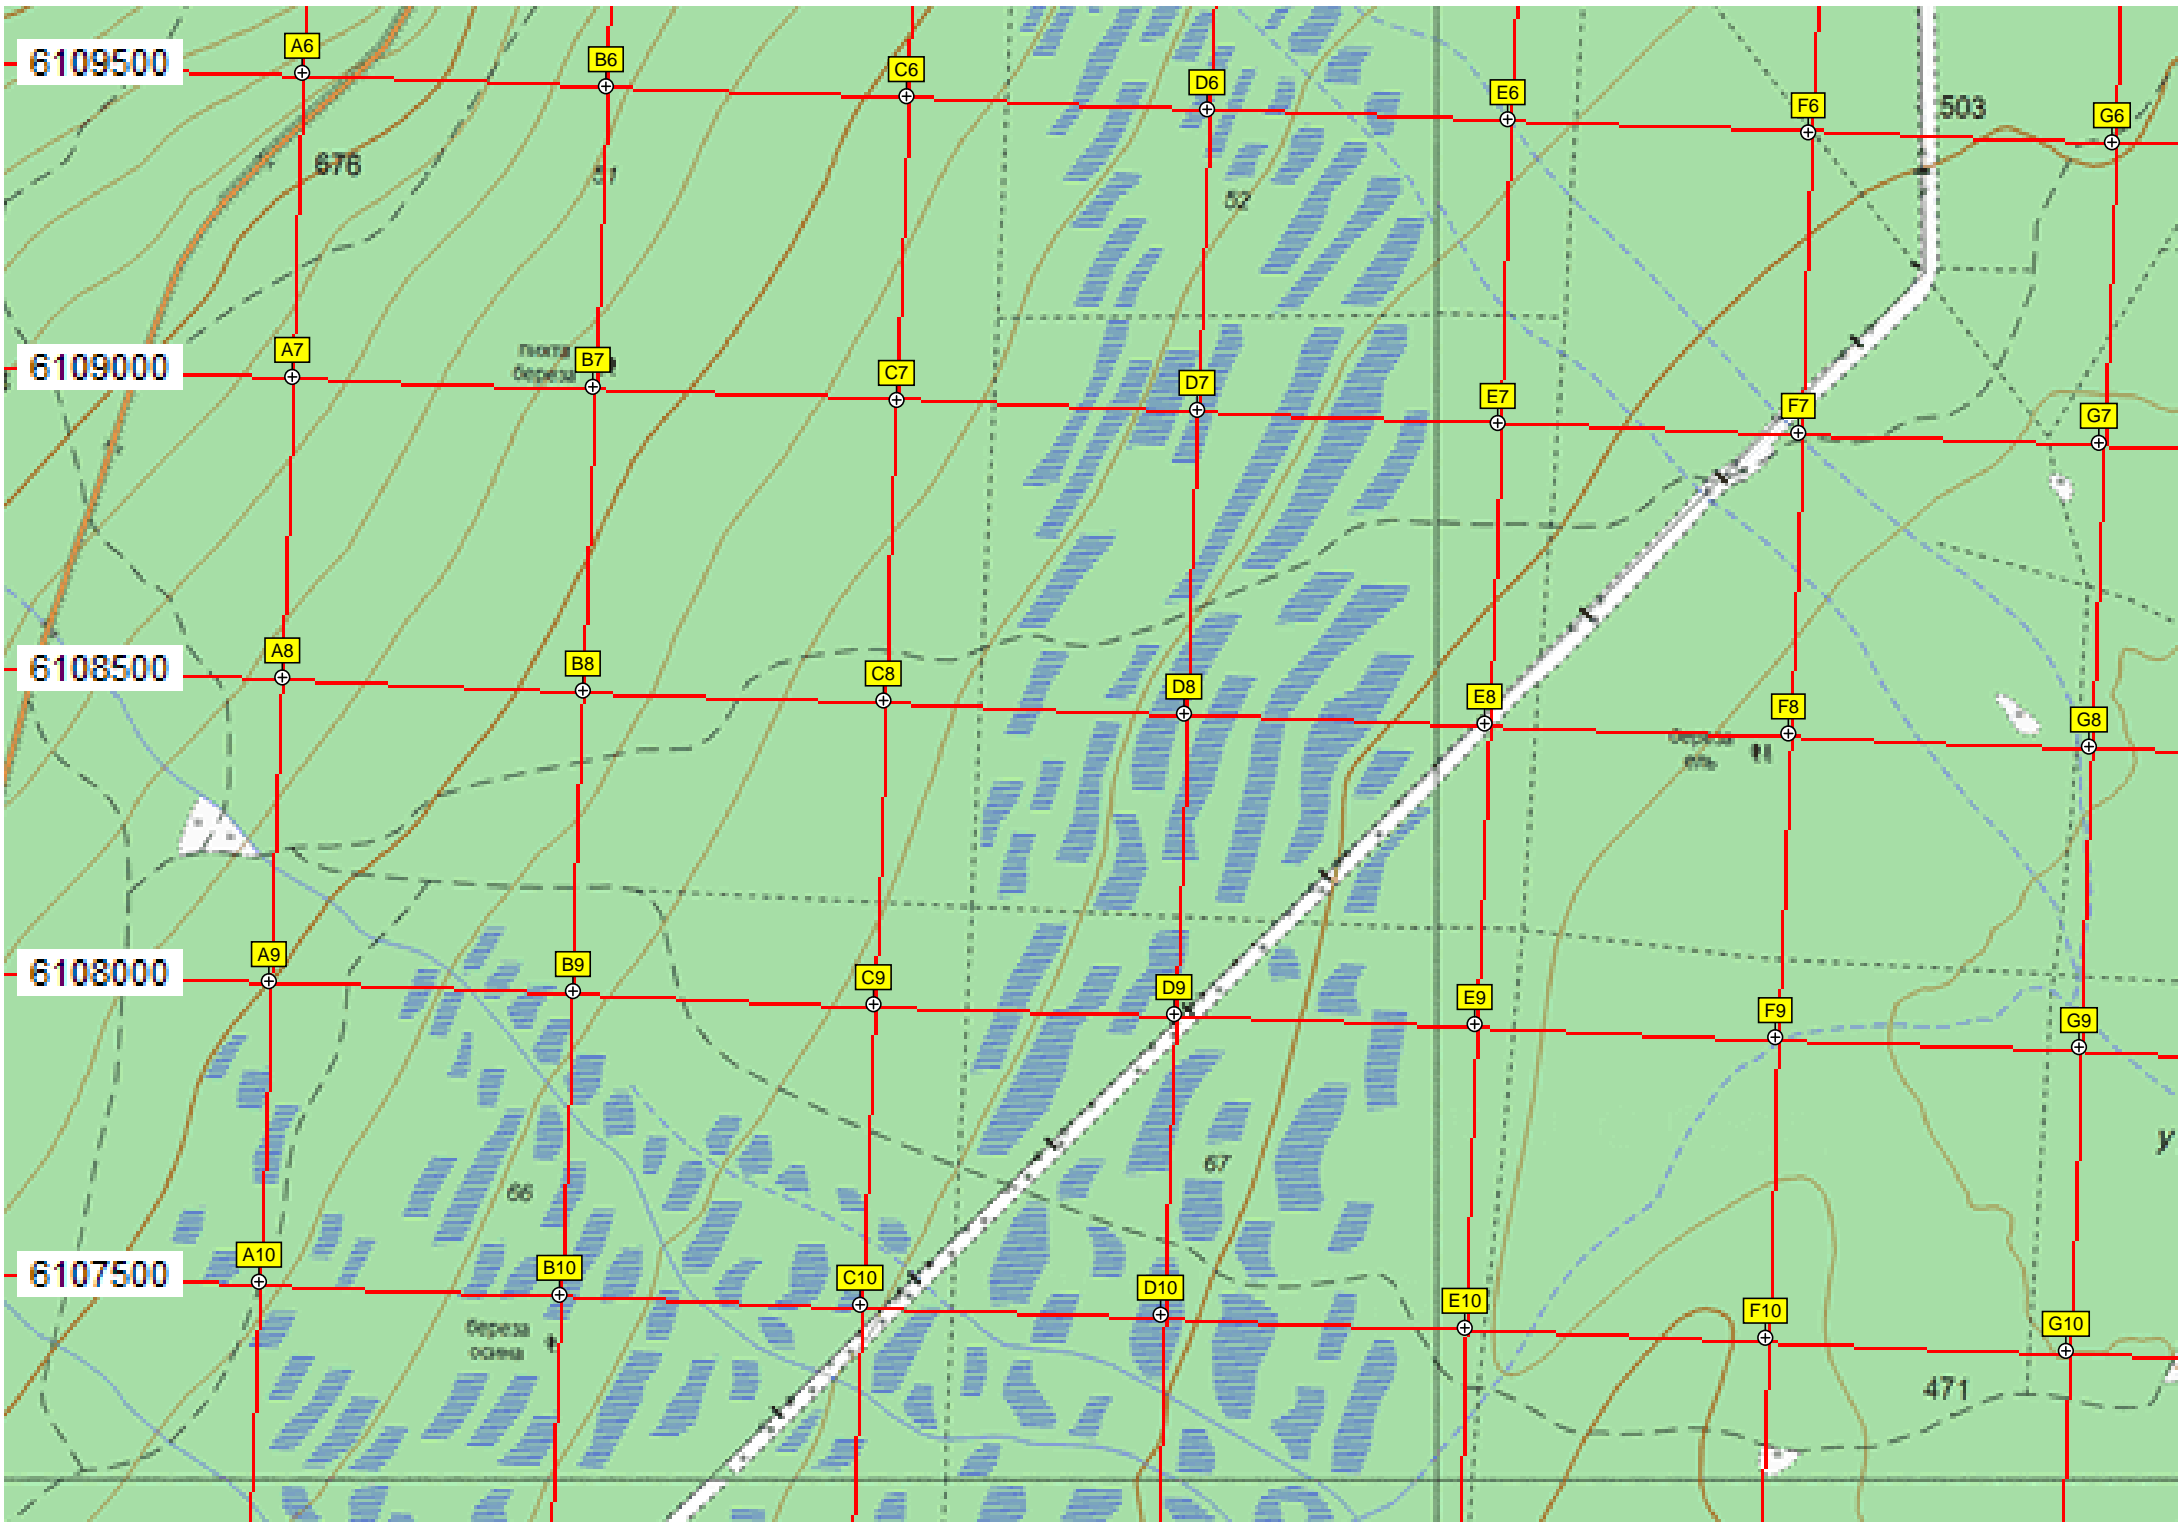 6109500
A6
B6
C6
D6
E6
F6
503
G6
676
51
52
6109000
A7
пихта
береза
B7
C7
D7
E7
F7
G7
6108500
A8
B8
C8
D8
E8
F8
G8
береза
ель
6108000
A9
B9
C9
D9
E9
F9
G9
66
67
У
6107500
A10
B10
C10
D10
E10
F10
G10
береза
осина
471